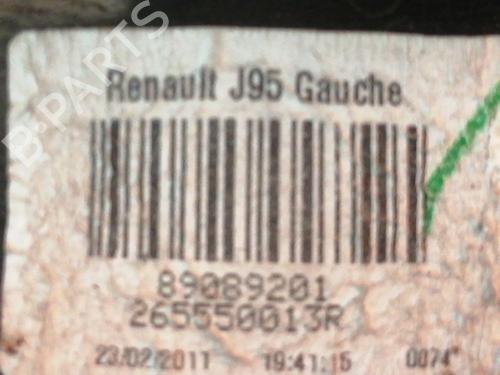 B-PARTS
Renault J95 Gauche
89089201
265550013R
23/02/2011 19:41:15 0074